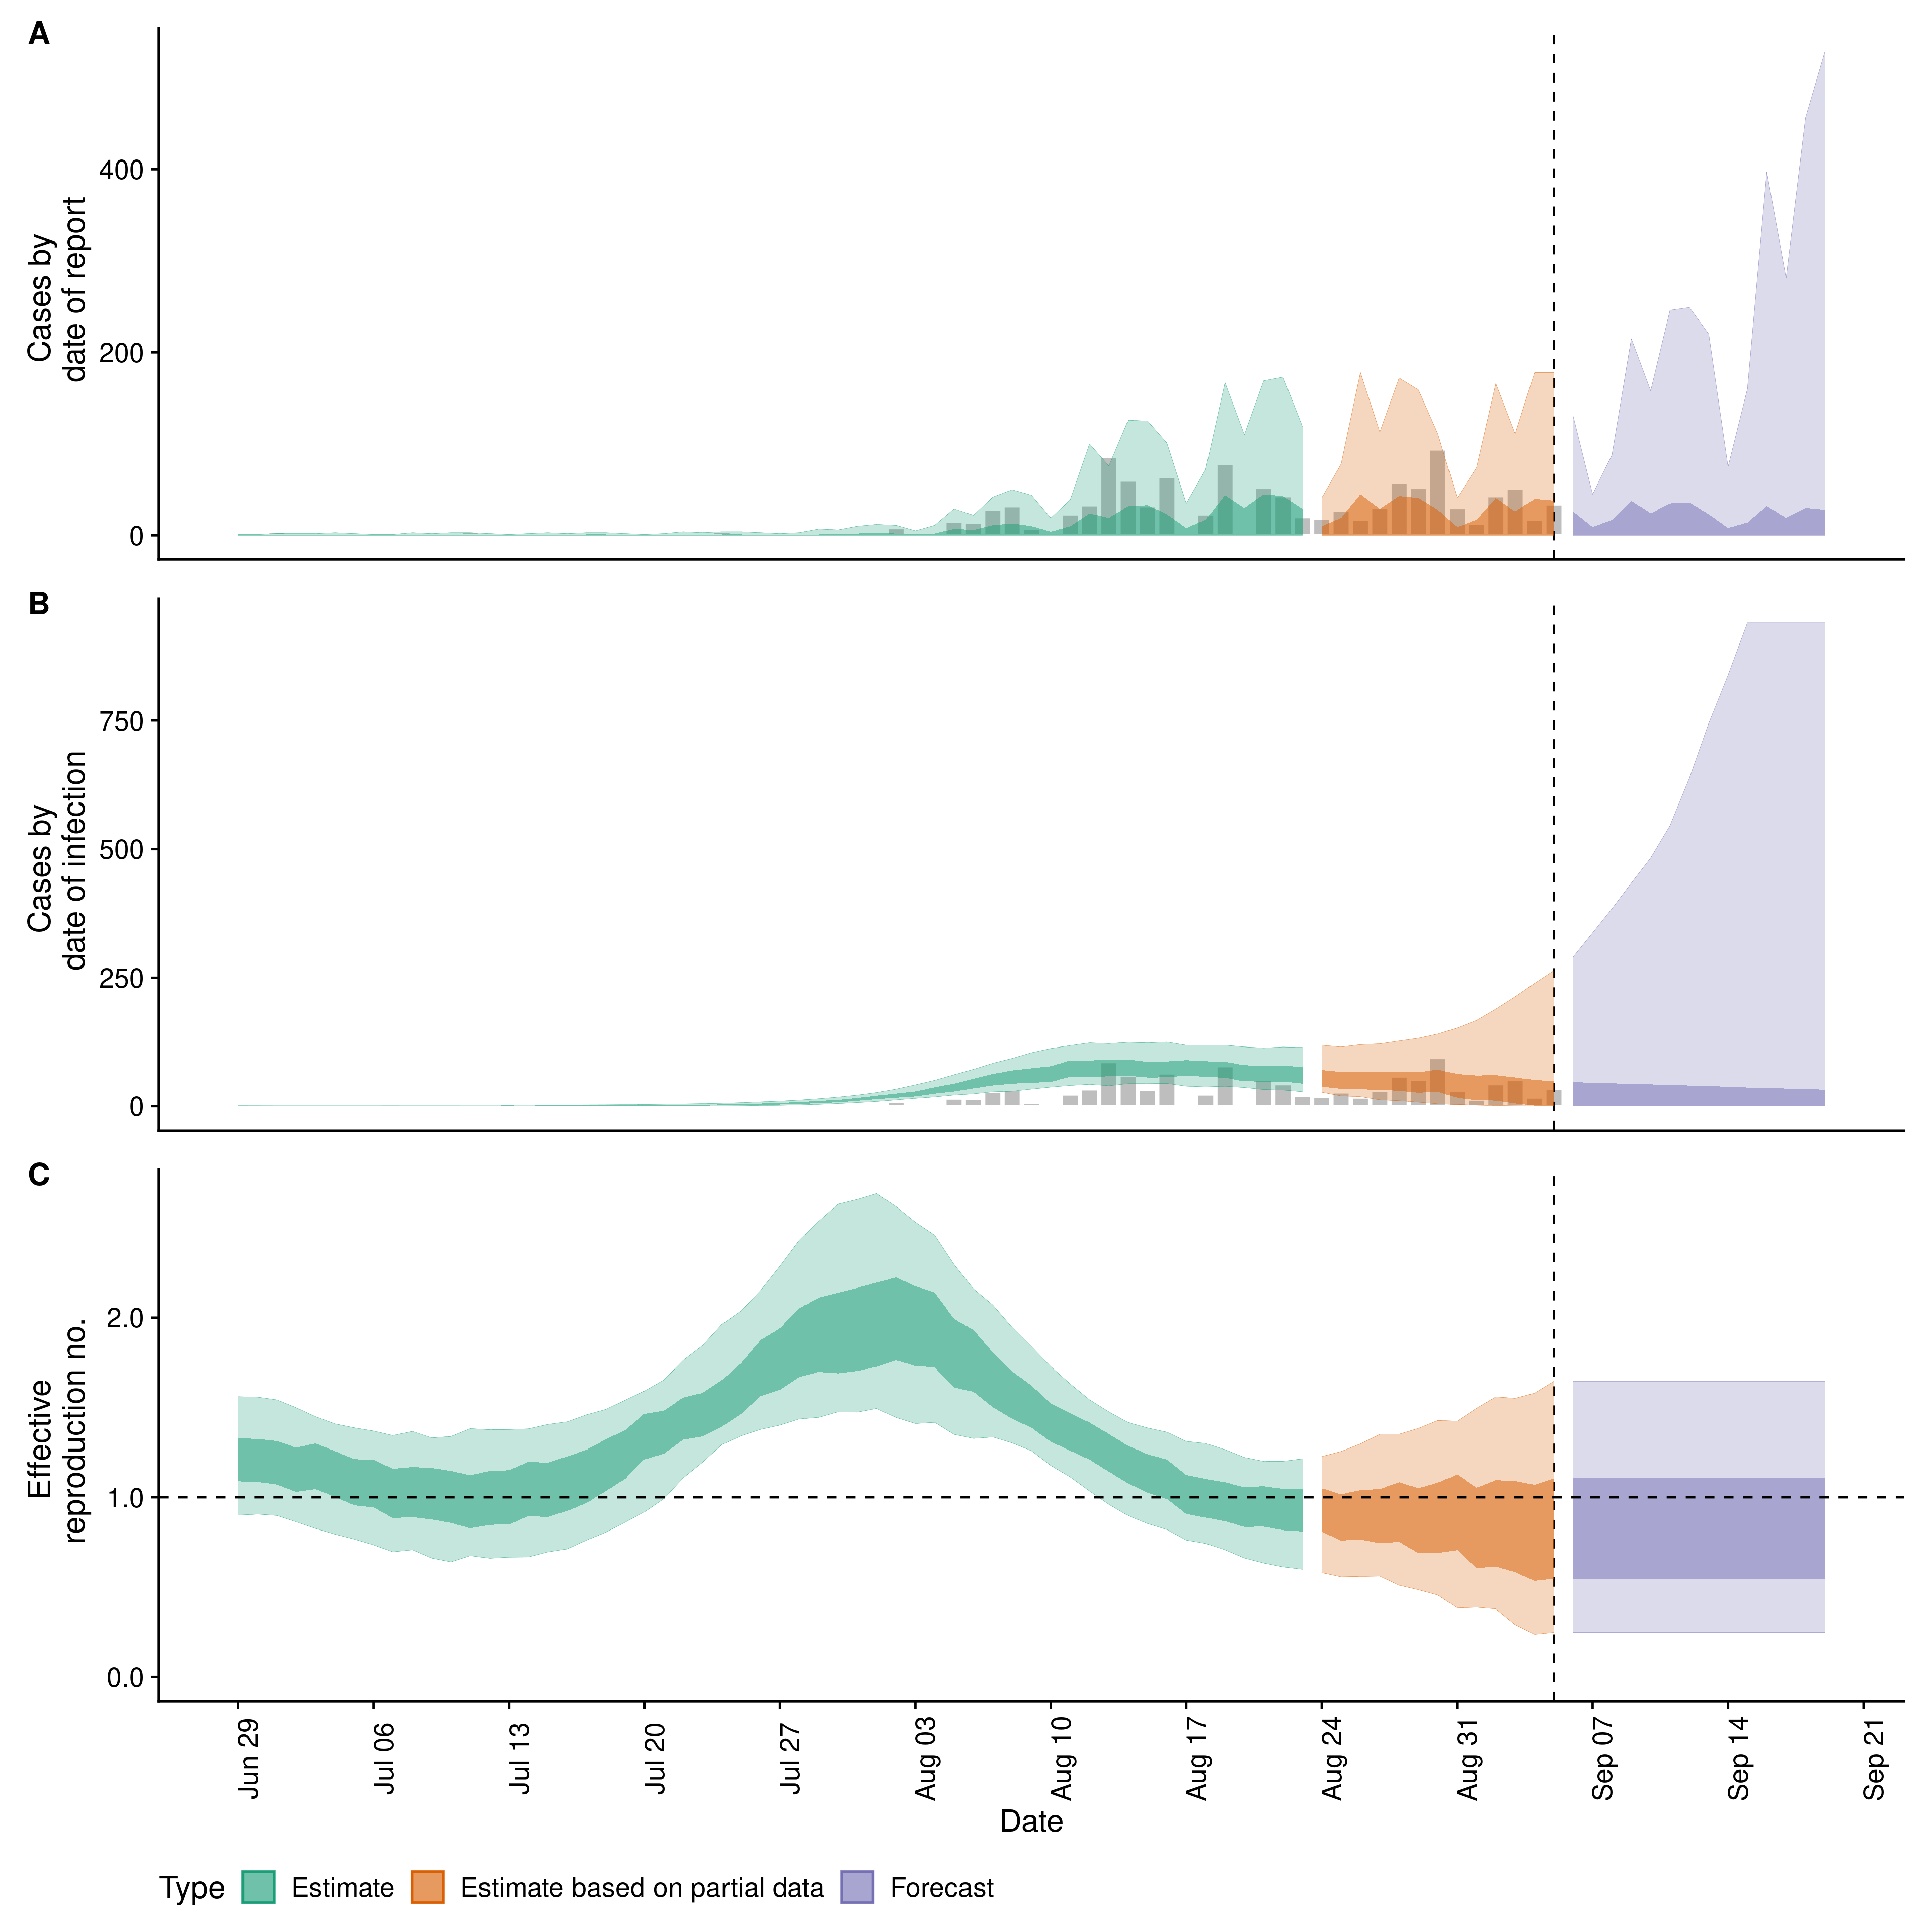 A
Cases by
date of report
400
200
0
B
Cases by
date of infection
750
500
250
0
C
Effective
reproduction no.
2.0
1.0
0.0
Jun 29
Jul 06
Jul 13
Jul 20
Jul 27
Aug 03
Aug 10
Aug 17
Aug 24
Aug 31
Sep 07
Sep 14
Sep 21
Date
Type Estimate Estimate based on partial data Forecast